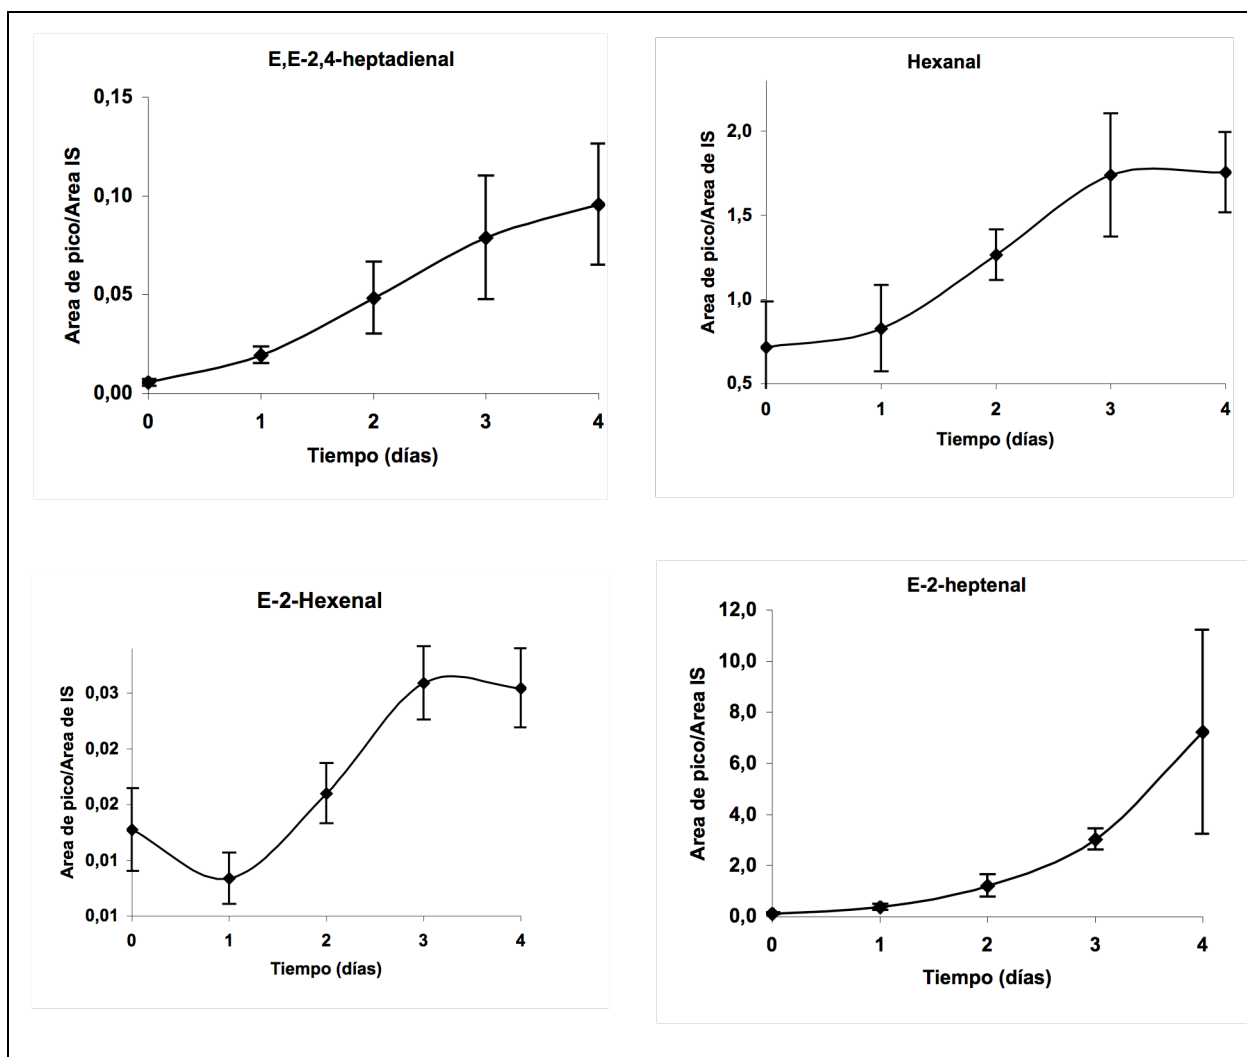 E,E-2,4-heptadienal
Area de pico/Area IS
0,15
0,10
0,05
0,00
0 1 2 3 4
Tiempo (días)
Hexanal
Area de pico/Area de IS
2,0
1,5
1,0
0,5
0 1 2 3 4
Tiempo (días)
E-2-Hexenal
Area de pico/Area de IS
0,03
0,02
0,02
0,01
0,01
0 1 2 3 4
Tiempo (días)
E-2-heptenal
Area de pico/Area IS
12,0
10,0
8,0
6,0
4,0
2,0
0,0
0 1 2 3 4
Tiempo (días)